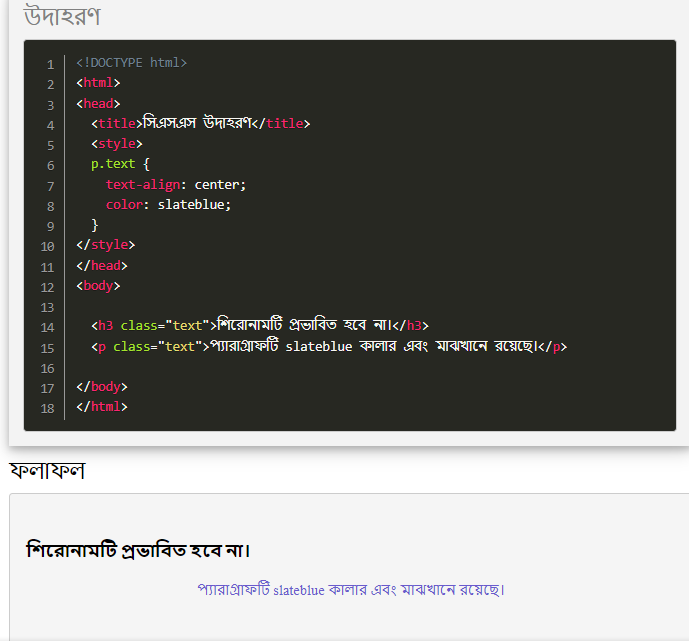 উদাহরণ
1 <!DOCTYPE html>
2 <html>
3 <head>
4   <title>সিএসএস উদাহরণ</title>
5   <style>
6   p.text {
7     text-align: center;
8     color: slateblue;
9   }
10 </style>
11 </head>
12 <body>
13
14   <h3 class="text">শিরোনামটি প্রভাবিত হবে না।</h3>
15   <p class="text">প্যারাগ্রাফটি slateblue কালার এবং মাঝখানে রয়েছে।</p>
16
17 </body>
18 </html>
ফলাফল
শিরোনামটি প্রভাবিত হবে না।
প্যারাগ্রাফটি slateblue কালার এবং মাঝখানে রয়েছে।